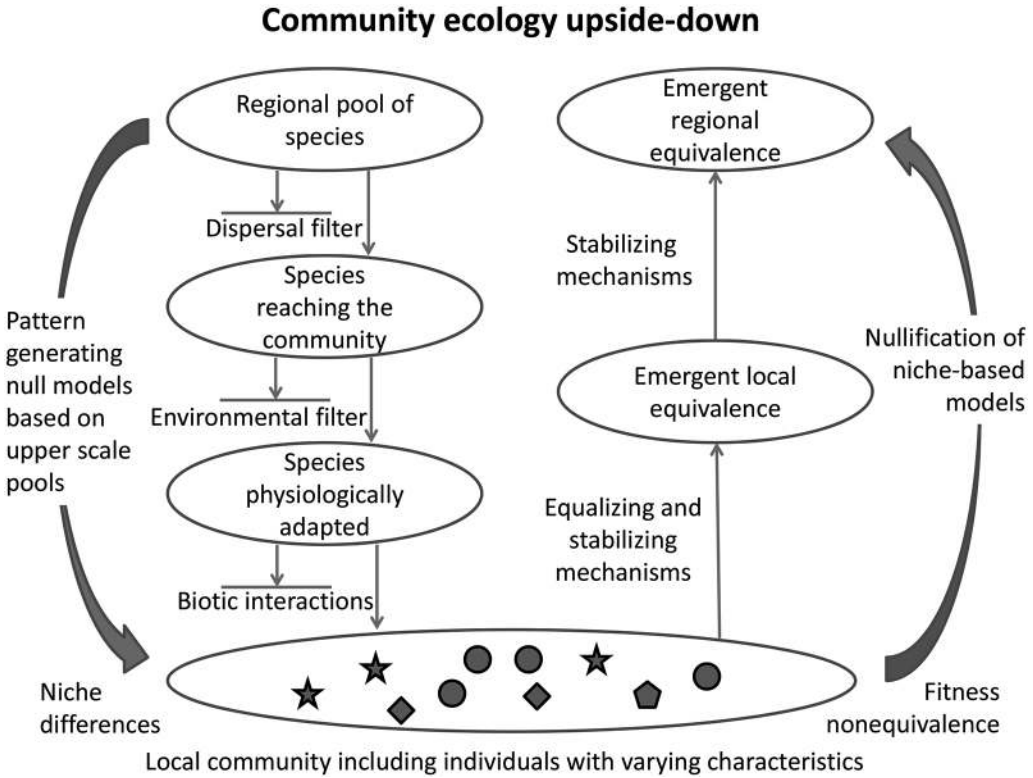 Community ecology upside-down
Regional pool of
species
Dispersal filter
Species
reaching the
community
Environmental filter
Species
physiologically
adapted
Biotic interactions
Pattern
generating
null models
based on
upper scale
pools
Niche
differences
Emergent
regional
equivalence
Stabilizing
mechanisms
Emergent local
equivalence
Equalizing and
stabilizing
mechanisms
Nullification of
niche-based
models
Fitness
nonequivalence
Local community including individuals with varying characteristics